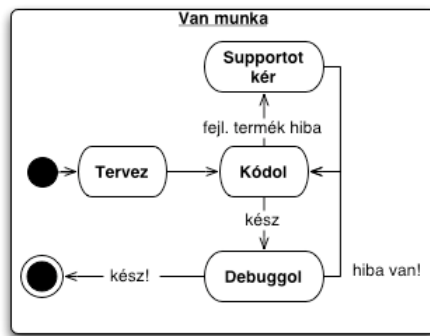 Van munka
Supportot
kér
fejl. termék hiba
Tervez
Kódol
kész
kész!
Debuggol
hiba van!